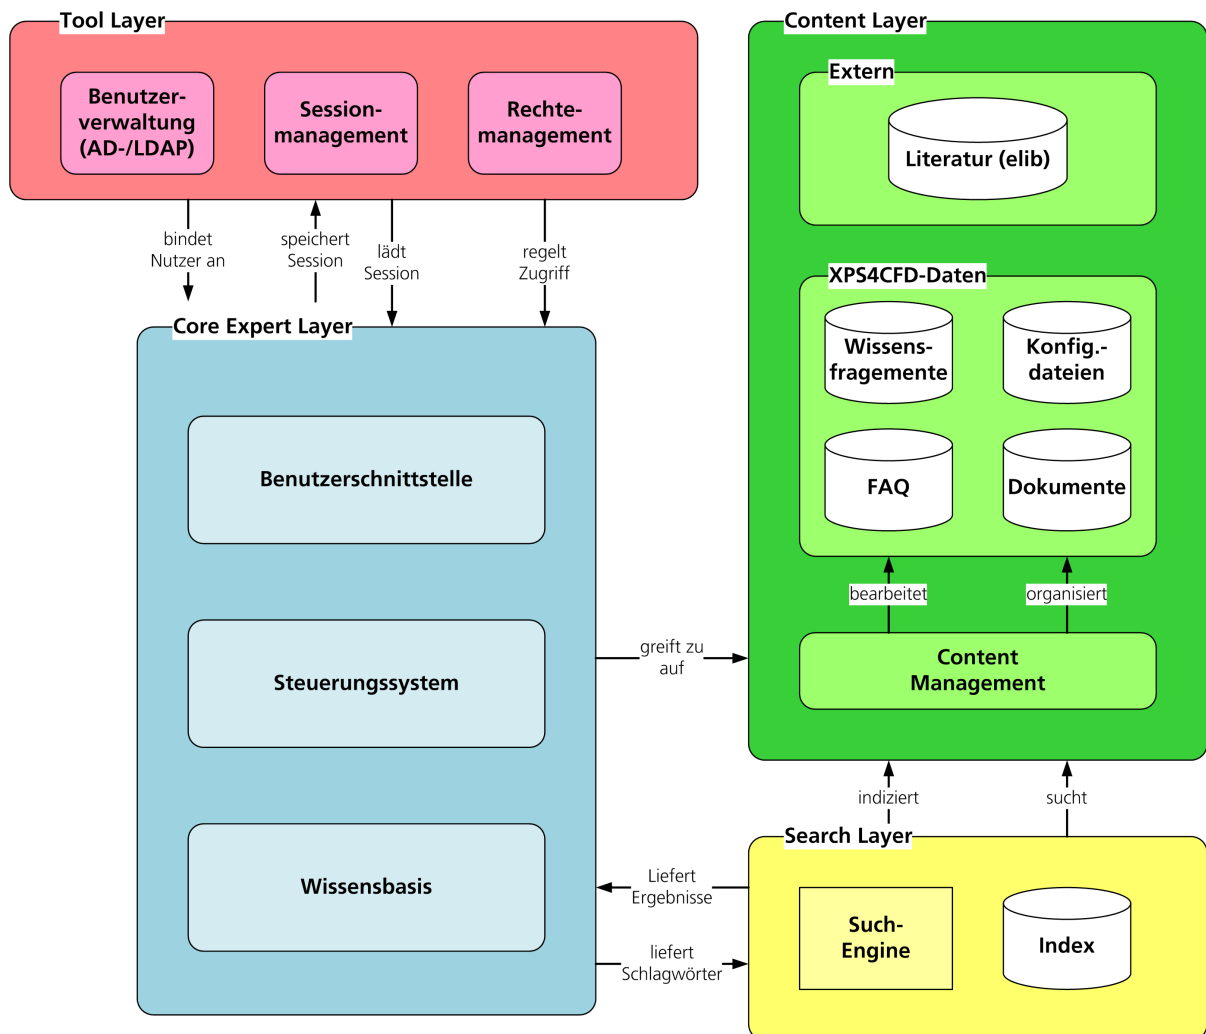 Tool Layer
Benutzer-
verwaltung
(AD-/LDAP)
Session-
management
Rechte-
management
bindet
Nutzer an
speichert
Session
lädt
Session
regelt
Zugriff
Core Expert Layer
Benutzerschnittstelle
Steuerungssystem
Wissensbasis
greift zu
auf
Liefert
Ergebnisse
liefert
Schlagwörter
Content Layer
Extern
Literatur (elib)
XPS4CFD-Daten
Wissens-
fragemente
Konfig.-
dateien
FAQ
Dokumente
bearbeitet
organisiert
Content
Management
indiziert
sucht
Search Layer
Such-
Engine
Index